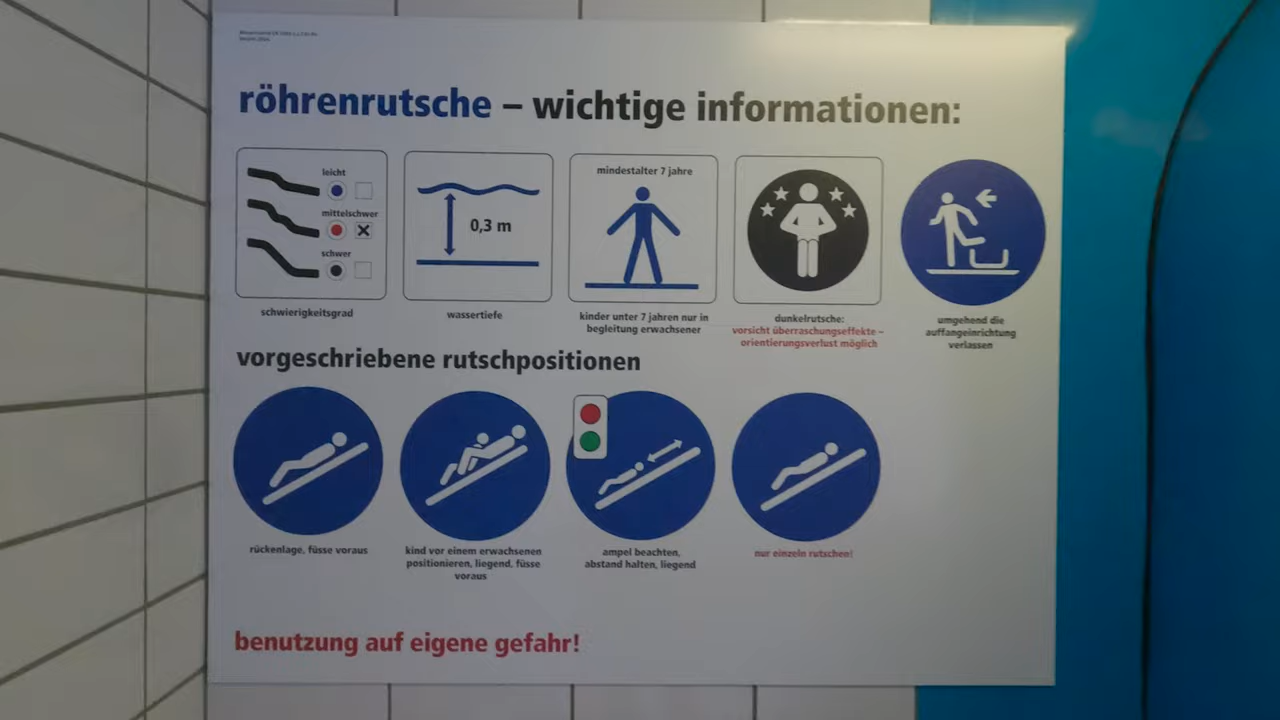 röhrenrutsche – wichtige informationen:
leicht
mittelschwer
schwer
schwierigkeitsgrad
0,3 m
wassertiefe
mindestalter 7 jahre
kinder unter 7 jahren nur in
begleitung erwachsener
dunkelrutsche:
vorsicht überraschungseffekte –
orientierungsverlust möglich
umgehend die
auffangeinrichtung
verlassen
vorgeschriebene rutschpositionen
rückenlage, füsse voraus
kind vor einem erwachsenen
positionieren, liegend, füsse
voraus
ampel beachten,
abstand halten, liegend
nur einzeln rutschen!
benutzung auf eigene gefahr!